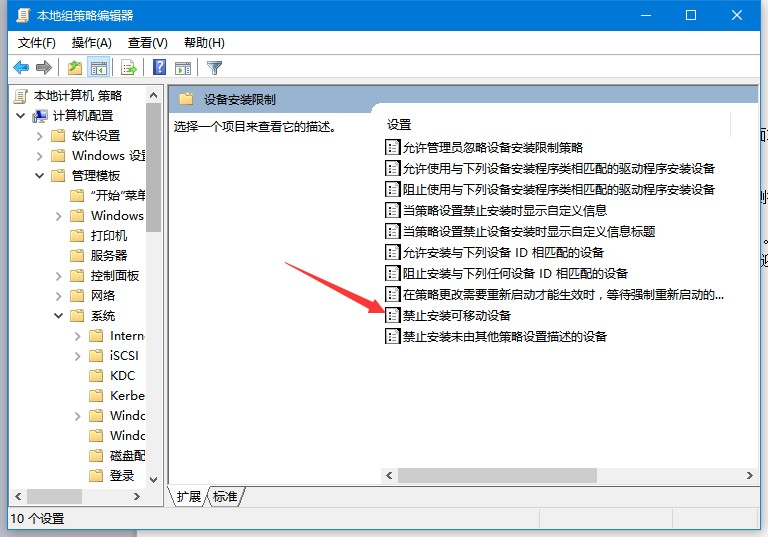 本地组策略编辑器
文件(F) 操作(A) 查看(V) 帮助(H)
本地计算机 策略
计算机配置
软件设置
Windows 设
管理模板
“开始”菜单
Windows
打印机
服务器
控制面板
网络
系统
Intern
iSCSI
KDC
Kerbe
Windo
Windo
磁盘配
登录
设备安装限制
选择一个项目来查看它的描述。
设置
允许管理员忽略设备安装限制策略
允许使用与下列设备安装程序类相匹配的驱动程序安装设备
阻止使用与下列设备安装程序类相匹配的驱动程序安装设备
当策略设置禁止安装时显示自定义信息
当策略设置禁止设备安装时显示自定义信息标题
允许安装与下列设备 ID 相匹配的设备
阻止安装与下列任何设备 ID 相匹配的设备
在策略更改需要重新启动才能生效时，等待强制重新启动的...
禁止安装可移动设备
禁止安装未由其他策略设置描述的设备
扩展 标准
10 个设置